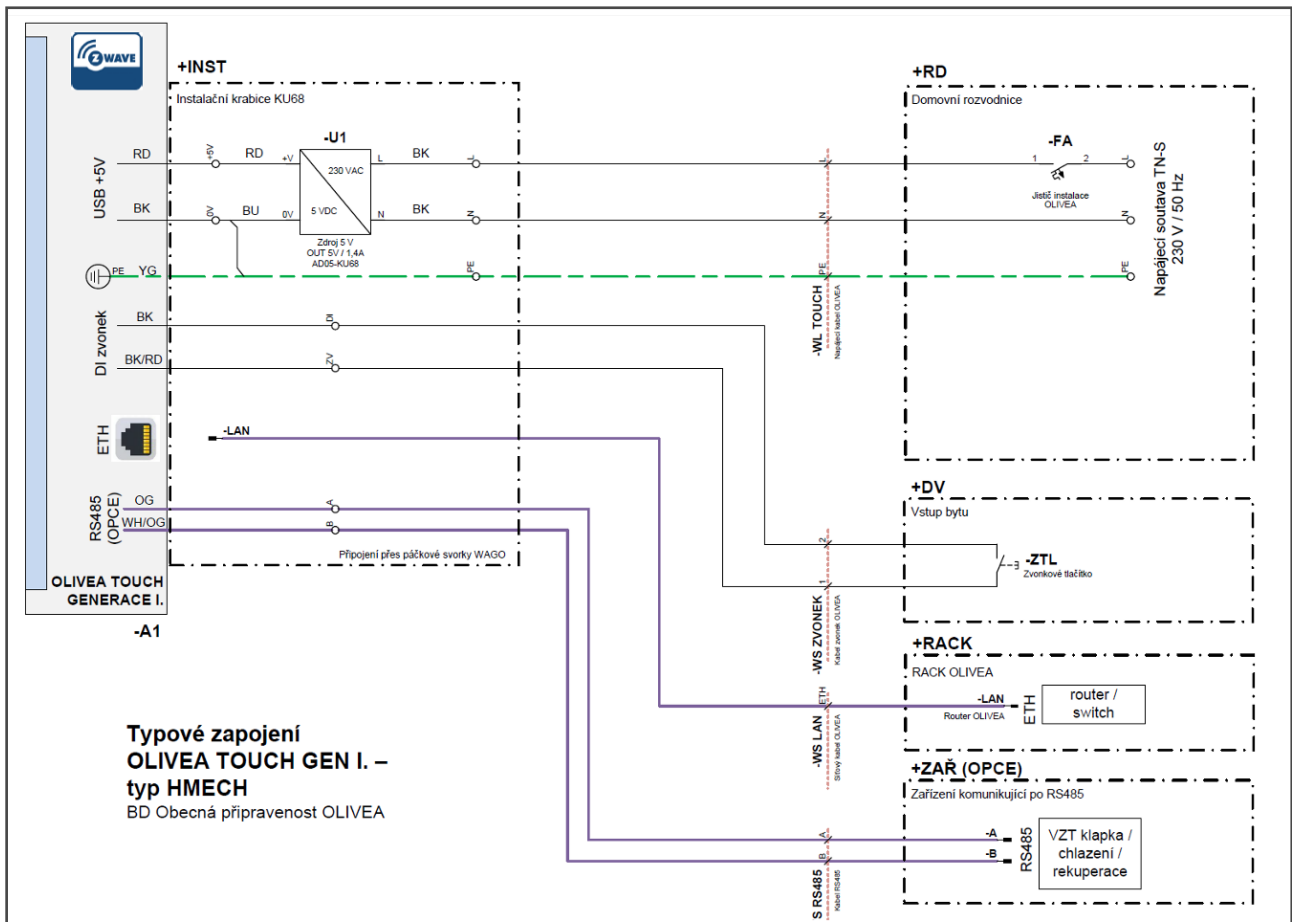 Z WAVE
+INST
Instalační krabice KU68
+RD
Domovní rozvodnice
USB +5V
RD
+5V
RD
+V
-U1
230 VAC
5 VDC
L
BK
L
L
-FA
1
2
L
Jistič instalace
OLIVEA
BK
0V
BU
0V
N
BK
N
N
N
Zdroj 5 V
OUT 5V / 1,4A
AD05-KU68
PE
YG
PE
PE
PE
Napájecí soutava TN-S
230 V / 50 Hz
-WL TOUCH
Napájecí kabel OLIVEA
DI zvonek
BK
DI
BK/RD
ZV
ETH
-LAN
RS485
(OPCE)
OG
A
WH/OG
B
Připojení přes páčkové svorky WAGO
OLIVEA TOUCH
GENERACE I.
-A1
+DV
Vstup bytu
2
1
-ZTL
Zvonkové tlačítko
-WS ZVONEK
Kabel zvonek OLIVEA
+RACK
RACK OLIVEA
ETH
-LAN
Router OLIVEA
ETH
router /
switch
-WS LAN
Síťový kabel OLIVEA
+ZAŘ (OPCE)
Zařízení komunikující po RS485
A
B
-A
-B
RS485
VZT klapka /
chlazení /
rekuperace
S RS485
Kabel RS485
Typové zapojení
OLIVEA TOUCH GEN I. –
typ HMECH
BD Obecná připravenost OLIVEA